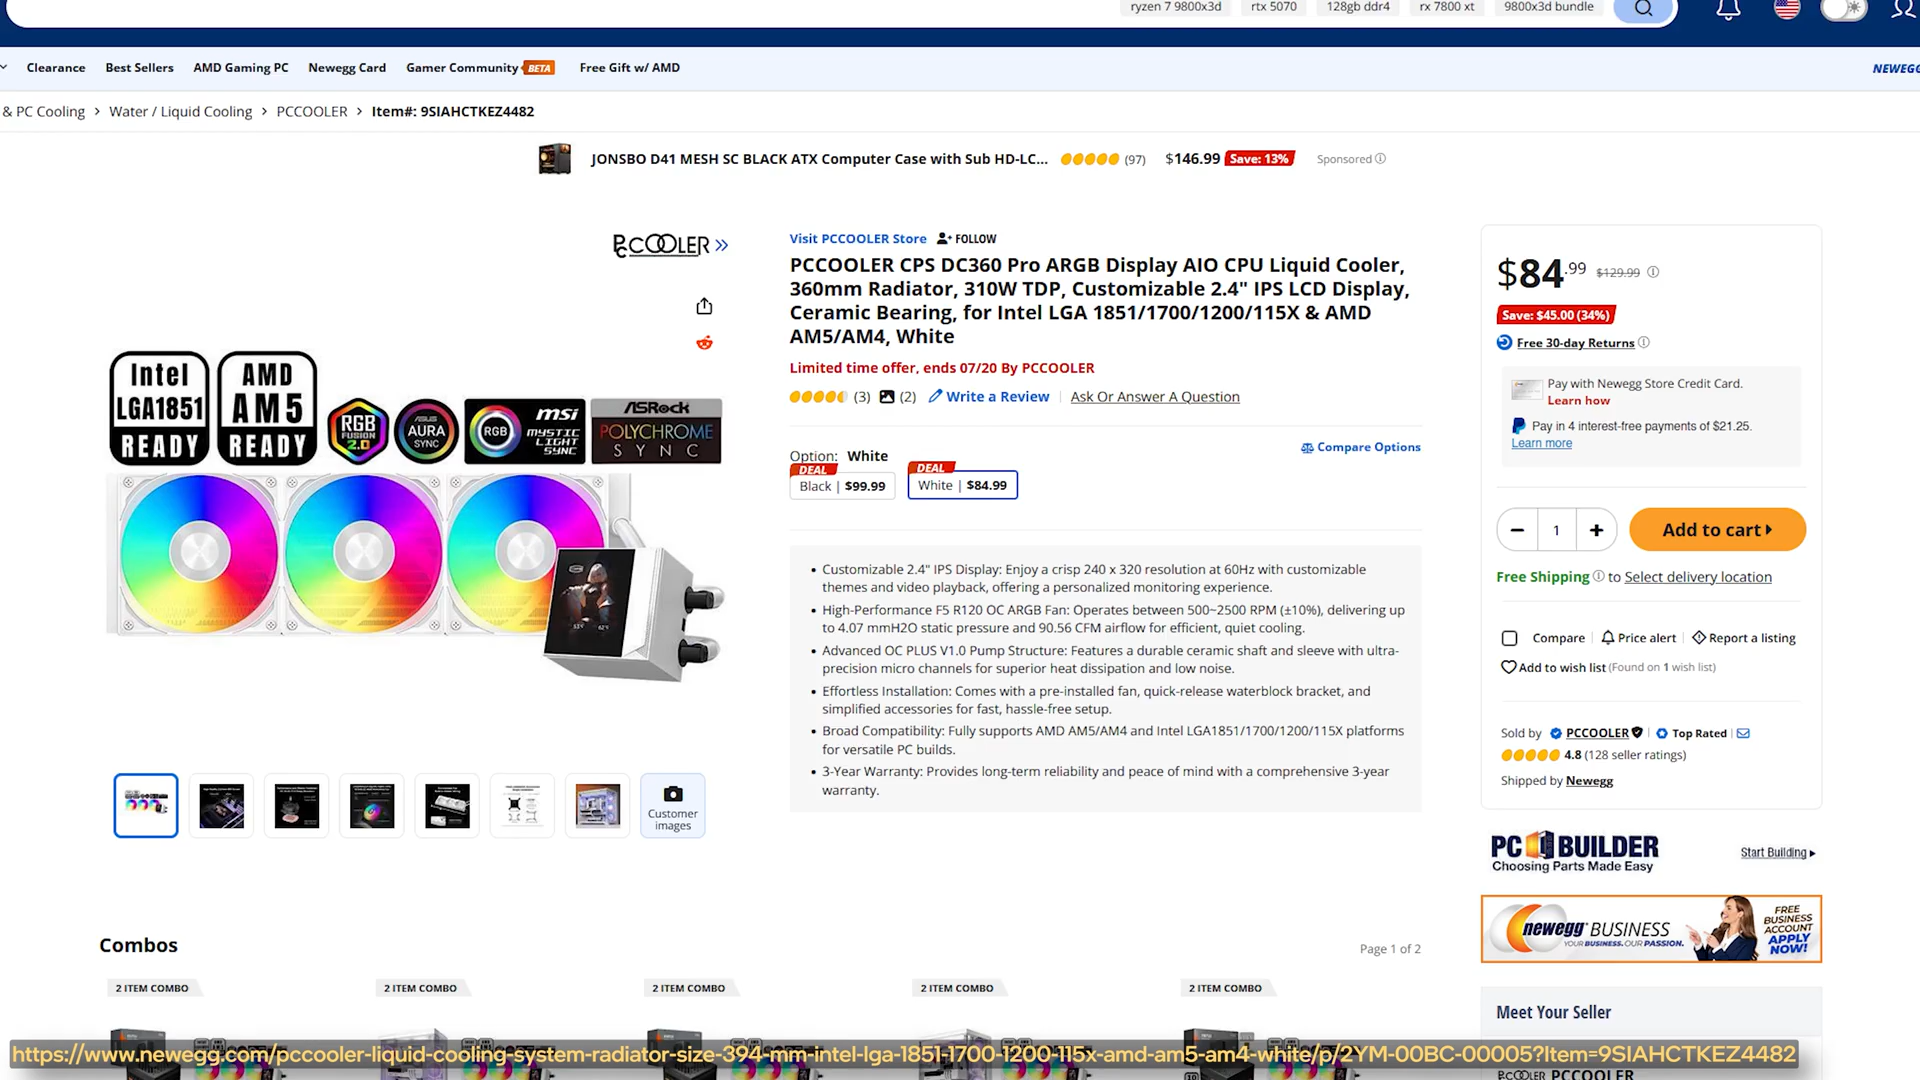 ryzen 7 9800x3d rtx 5070 128gb ddr4 rx 7800 xt 9800x3d bundle
Clearance Best Sellers AMD Gaming PC Newegg Card Gamer Community BETA Free Gift w/ AMD NEWEGG
& PC Cooling > Water / Liquid Cooling > PCCOOLER > Item#: 9SIAHCTKEZ4482
JONSBO D41 MESH SC BLACK ATX Computer Case with Sub HD-LC... (97) $146.99 Save: 13% Sponsored
PCCOOLER
Visit PCCOOLER Store FOLLOW
PCCOOLER CPS DC360 Pro ARGB Display AIO CPU Liquid Cooler,
360mm Radiator, 310W TDP, Customizable 2.4" IPS LCD Display,
Ceramic Bearing, for Intel LGA 1851/1700/1200/115X & AMD
AM5/AM4, White
Limited time offer, ends 07/20 By PCCOOLER
(3) (2) Write a Review Ask Or Answer A Question
Compare Options
Option: White
DEAL
Black | $99.99
DEAL
White | $84.99
Intel
LGA1851
READY
AMD
AM5
READY
RGB
FUSION
2.0
ASUS
AURA
SYNC
RGB
msi
MYSTIC
LIGHT
SYNC
ASRock
POLYCHROME
SYNC
• Customizable 2.4" IPS Display: Enjoy a crisp 240 x 320 resolution at 60Hz with customizable
themes and video playback, offering a personalized monitoring experience.
• High-Performance F5 R120 OC ARGB Fan: Operates between 500~2500 RPM (±10%), delivering up
to 4.07 mmH2O static pressure and 90.56 CFM airflow for efficient, quiet cooling.
• Advanced OC PLUS V1.0 Pump Structure: Features a durable ceramic shaft and sleeve with ultra-
precision micro channels for superior heat dissipation and low noise.
• Effortless Installation: Comes with a pre-installed fan, quick-release waterblock bracket, and
simplified accessories for fast, hassle-free setup.
• Broad Compatibility: Fully supports AMD AM5/AM4 and Intel LGA1851/1700/1200/115X platforms
for versatile PC builds.
• 3-Year Warranty: Provides long-term reliability and peace of mind with a comprehensive 3-year
warranty.
Customer
images
$84.99 $129.99
Save: $45.00 (34%)
Free 30-day Returns
Pay with Newegg Store Credit Card.
Learn how
Pay in 4 interest-free payments of $21.25.
Learn more
− 1 + Add to cart
Free Shipping to Select delivery location
Compare Price alert Report a listing
Add to wish list (Found on 1 wish list)
Sold by PCCOOLER Top Rated
4.8 (128 seller ratings)
Shipped by Newegg
PC BUILDER
Choosing Parts Made Easy
Start Building
newegg BUSINESS
YOUR BUSINESS. OUR PASSION.
FREE
BUSINESS
ACCOUNT
APPLY
NOW!
Combos
Page 1 of 2
2 ITEM COMBO 2 ITEM COMBO 2 ITEM COMBO 2 ITEM COMBO 2 ITEM COMBO
Meet Your Seller
https://www.newegg.com/pccooler-liquid-cooling-system-radiator-size-394-mm-intel-lga-1851-1700-1200-115x-amd-am5-am4-white/p/2YM-00BC-00005?Item=9SIAHCTKEZ4482
PCCOOLER PCCOOLER